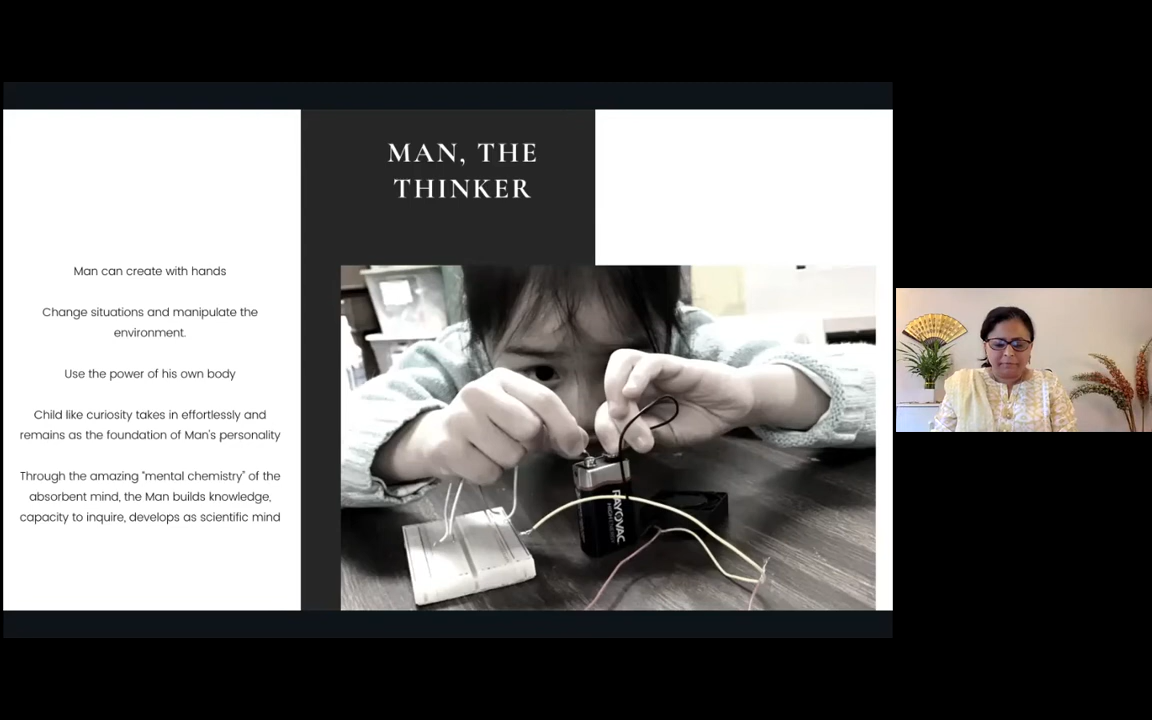 MAN, THE
THINKER
Man can create with hands
Change situations and manipulate the
environment.
Use the power of his own body
Child like curiosity takes in effortlessly and
remains as the foundation of Man's personality
Through the amazing "mental chemistry" of the
absorbent mind, the Man builds knowledge,
capacity to inquire, develops as scientific mind
RAYOVAC